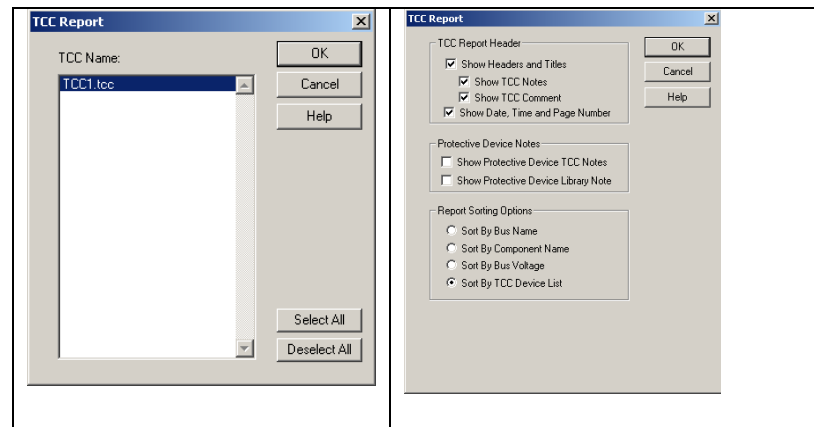 TCC Report
TCC Name:
TCC1.tcc
OK
Cancel
Help
Select All
Deselect All
TCC Report
TCC Report Header
Show Headers and Titles
Show TCC Notes
Show TCC Comment
Show Date, Time and Page Number
Protective Device Notes
Show Protective Device TCC Notes
Show Protective Device Library Note
Report Sorting Options
Sort By Bus Name
Sort By Component Name
Sort By Bus Voltage
Sort By TCC Device List
OK
Cancel
Help